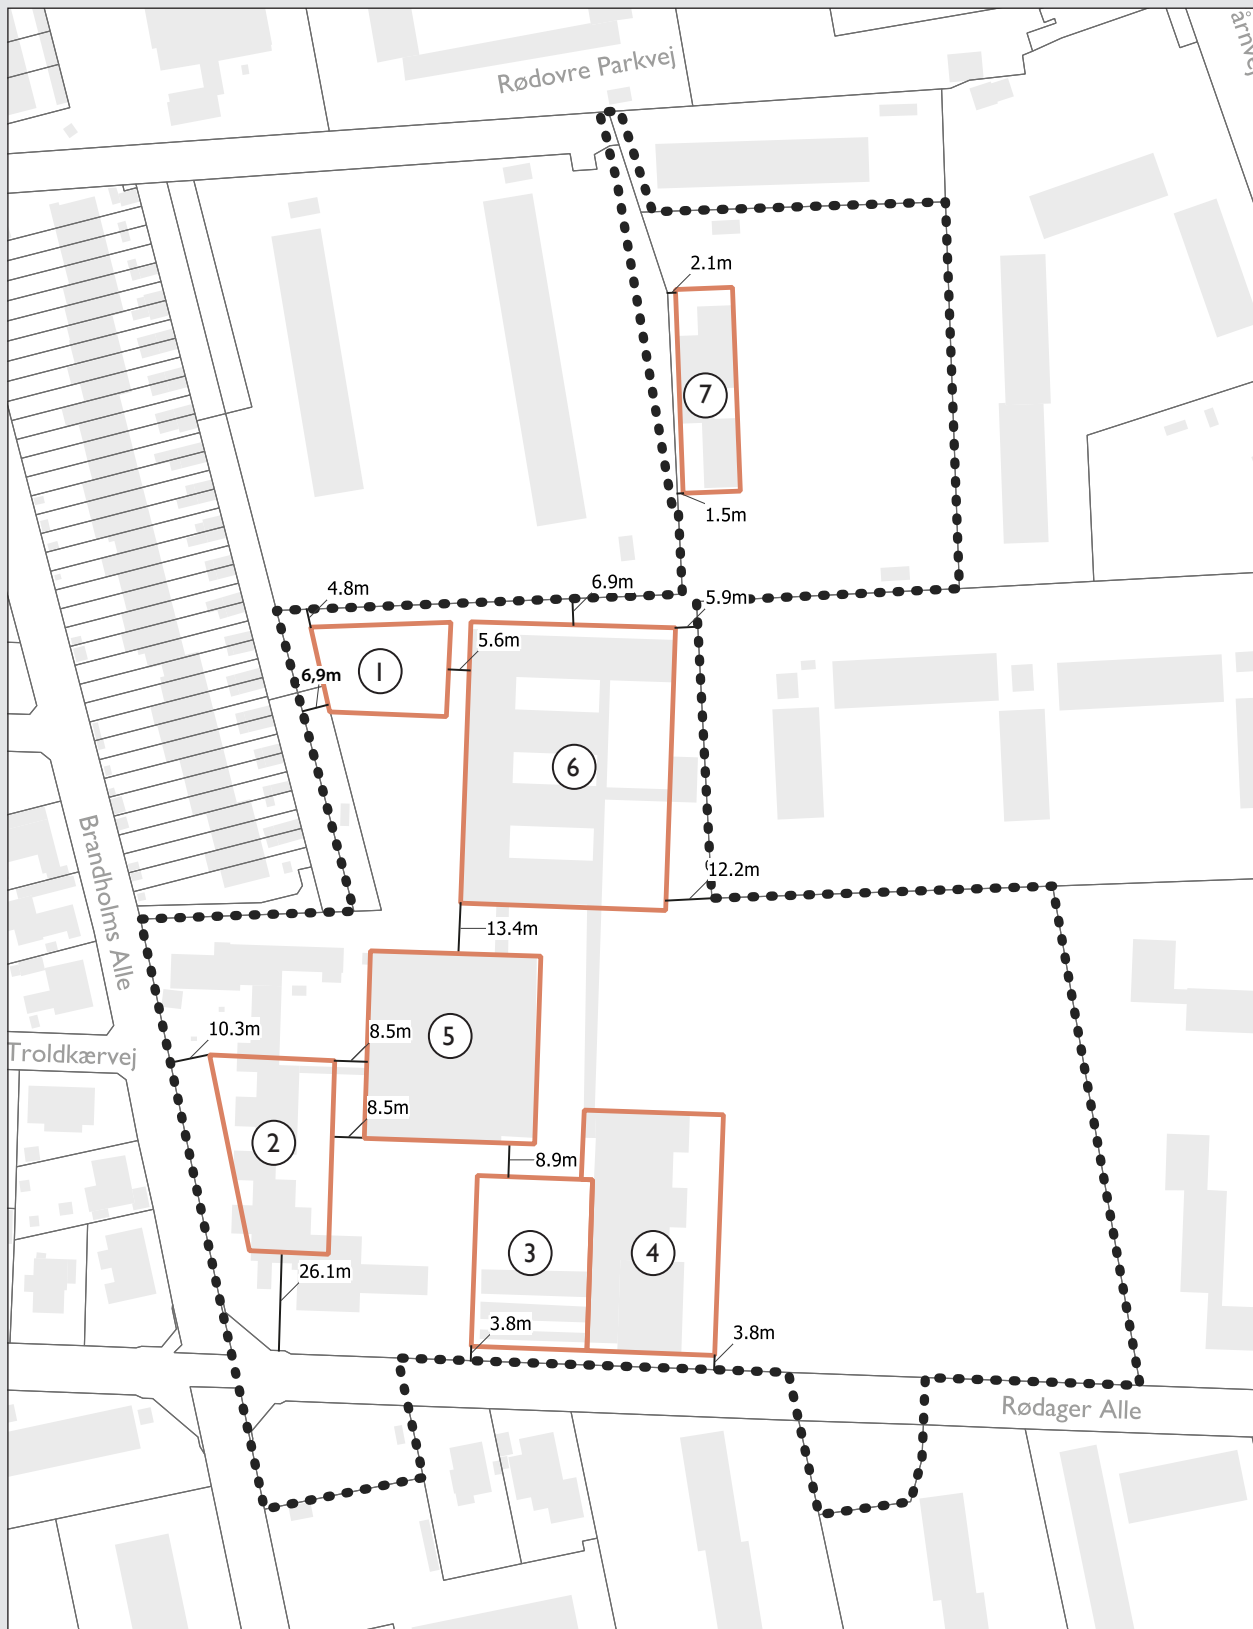 Rødovre Parkvej
årnvej
2.1m
7
1.5m
4.8m
6.9m
5.9m
5.6m
1
6,9m
6
12.2m
Brandholms Alle
13.4m
10.3m
8.5m
5
Troldkærvej
8.5m
2
8.9m
3
4
26.1m
3.8m
3.8m
Rødager Alle